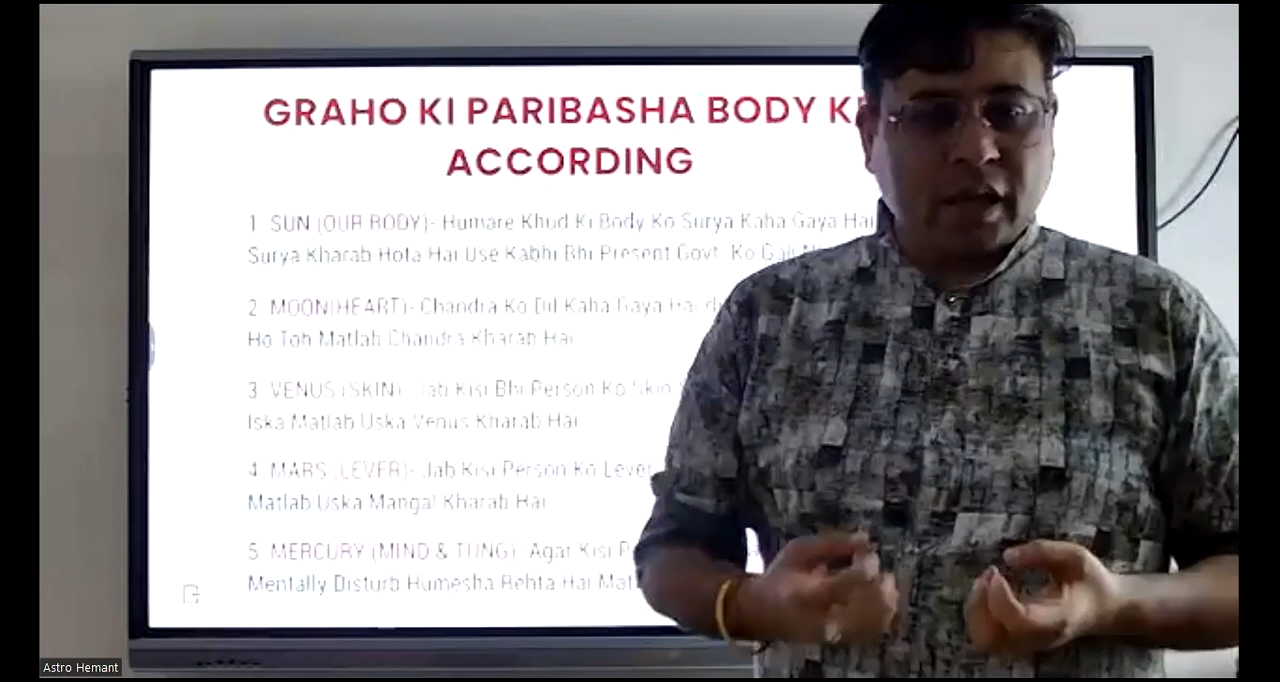 GRAHO KI PARIBASHA BODY
ACCORDING
1 SUN (OUR BODY)- Humare Khud Ki Body Ko Surya Kaha Gaya Hai
Surya Kharab Hota Hai Use Kabhi Bhi Present Govt. Ko
2 MOON(HEART)- Chandra Ko Dil Kaha Gaya Hai
Ho Toh Matlab Chandra Kharab Hai
3 VENUS (SKIN)- Jab Kisi Bhi Person Ko Skin
Iska Matlab Uska Venus Kharab Hai
4 MARS (LEVER)- Jab Kisi Person Ko Lever
Matlab Uska Mangal Kharab Hai
5 MERCURY (MIND & TUNG) Agar Kisi
Mentally Disturb Humesha Rehta Hai
Astro Hemant